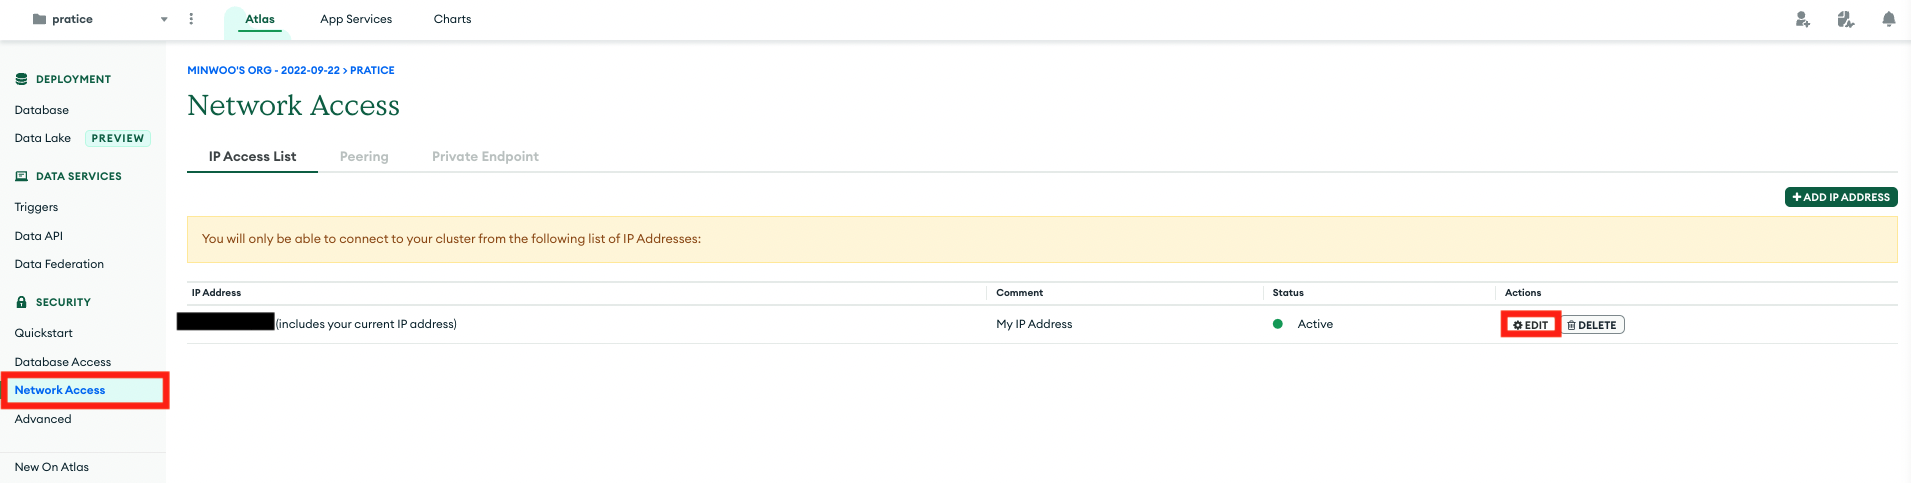 pratice
Atlas
App Services
Charts
DEPLOYMENT
Database
Data Lake PREVIEW
DATA SERVICES
Triggers
Data API
Data Federation
SECURITY
Quickstart
Database Access
Network Access
Advanced
New On Atlas
MINWOO'S ORG - 2022-09-22 > PRATICE
Network Access
IP Access List Peering Private Endpoint
+ ADD IP ADDRESS
You will only be able to connect to your cluster from the following list of IP Addresses:
IP Address Comment Status Actions
(includes your current IP address) My IP Address Active EDIT DELETE